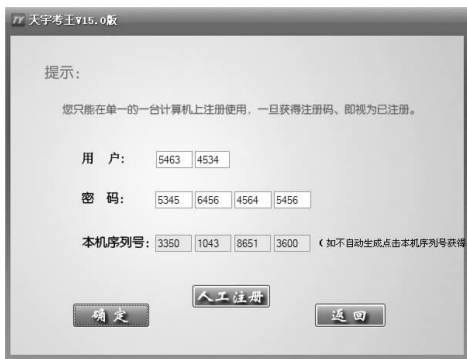 天宇考王V15.0版
提示:
您只能在单一的一台计算机上注册使用, 一旦获得注册码、即视为已注册。
用 户: 5463 4534
密 码: 5345 6456 4564 5456
本机序列号: 3350 1043 8651 3600 (如不自动生成点击本机序列号获得
人工注册
确定 返回